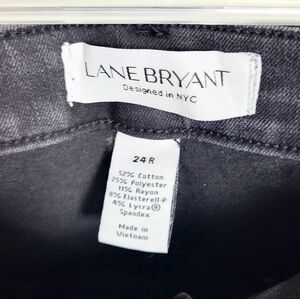 LANE BRYANT
Designed in NYC
24 R
52% Cotton
25% Polyester
11% Rayon
8% Elasterell-P
4% Lycra®
Spandex
Made in
Vietnam